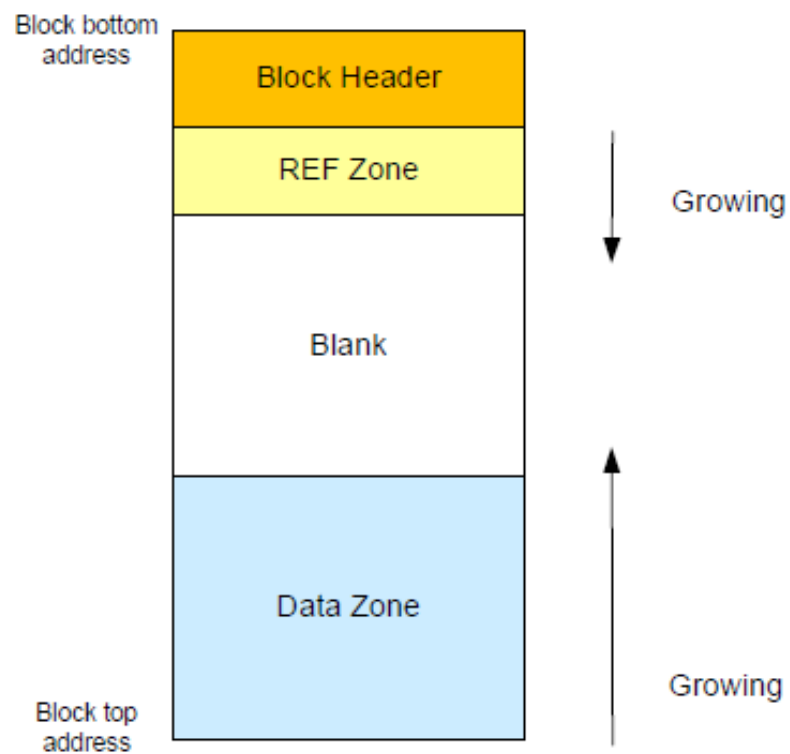 Block bottom
address
Block Header
REF Zone
Growing
Blank
Data Zone
Growing
Block top
address